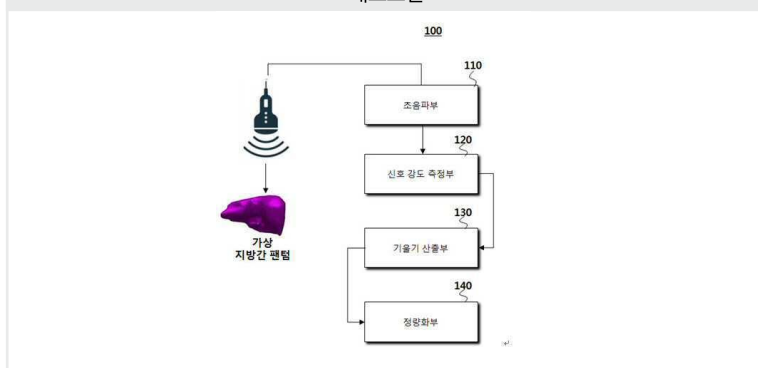 100
110
초음파부
120
신호 강도 측정부
130
기울기 산출부
140
정량화부
가상
지방간 팬텀